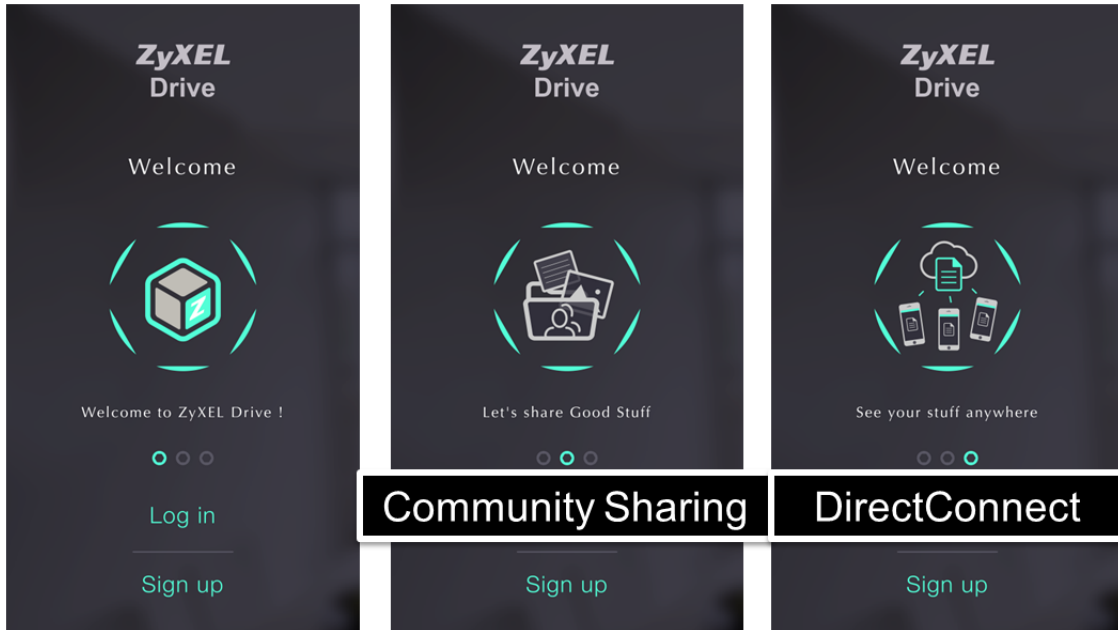 ZyXEL
Drive
Welcome
Z
Welcome to ZyXEL Drive !
Log in
Sign up
ZyXEL
Drive
Welcome
Let's share Good Stuff
Community Sharing
Sign up
ZyXEL
Drive
Welcome
See your stuff anywhere
DirectConnect
Sign up